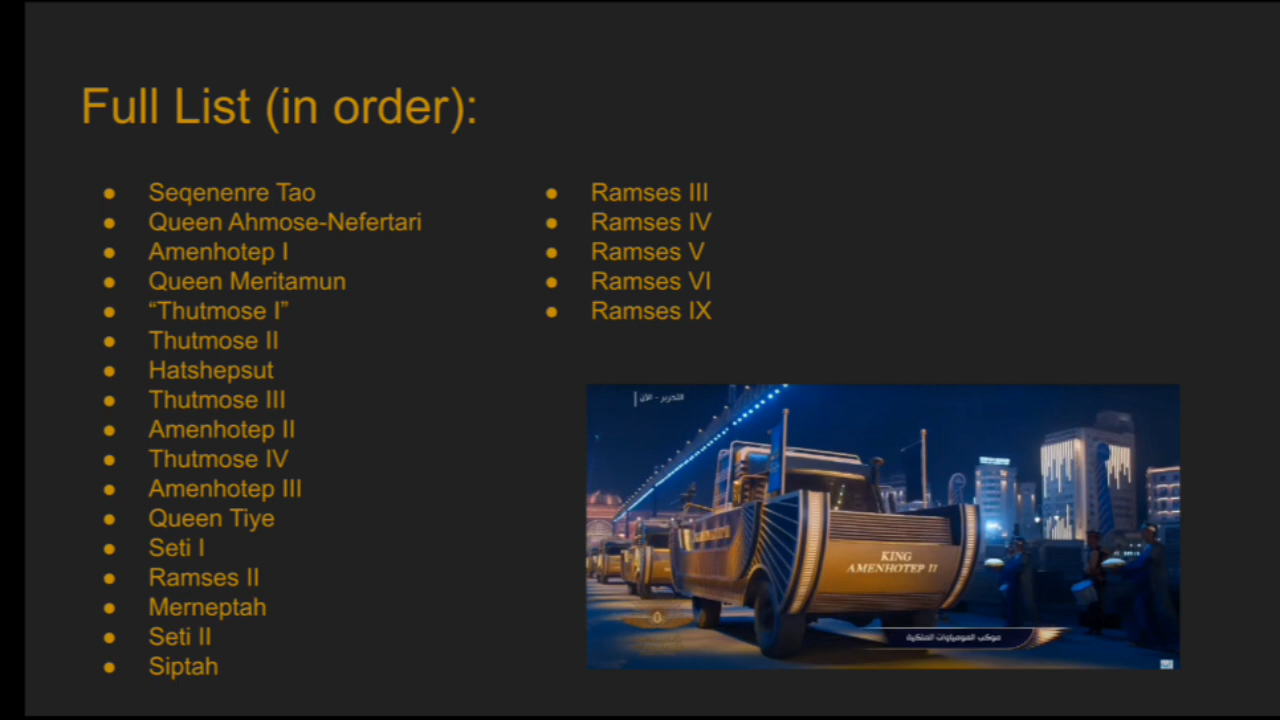 Full List (in order):
● Seqenenre Tao
● Queen Ahmose-Nefertari
● Amenhotep I
● Queen Meritamun
● “Thutmose I”
● Thutmose II
● Hatshepsut
● Thutmose III
● Amenhotep II
● Thutmose IV
● Amenhotep III
● Queen Tiye
● Seti I
● Ramses II
● Merneptah
● Seti II
● Siptah
● Ramses III
● Ramses IV
● Ramses V
● Ramses VI
● Ramses IX
التحرير - الآن
KING
AMENHOTEP II
موكب المومياوات الملكية